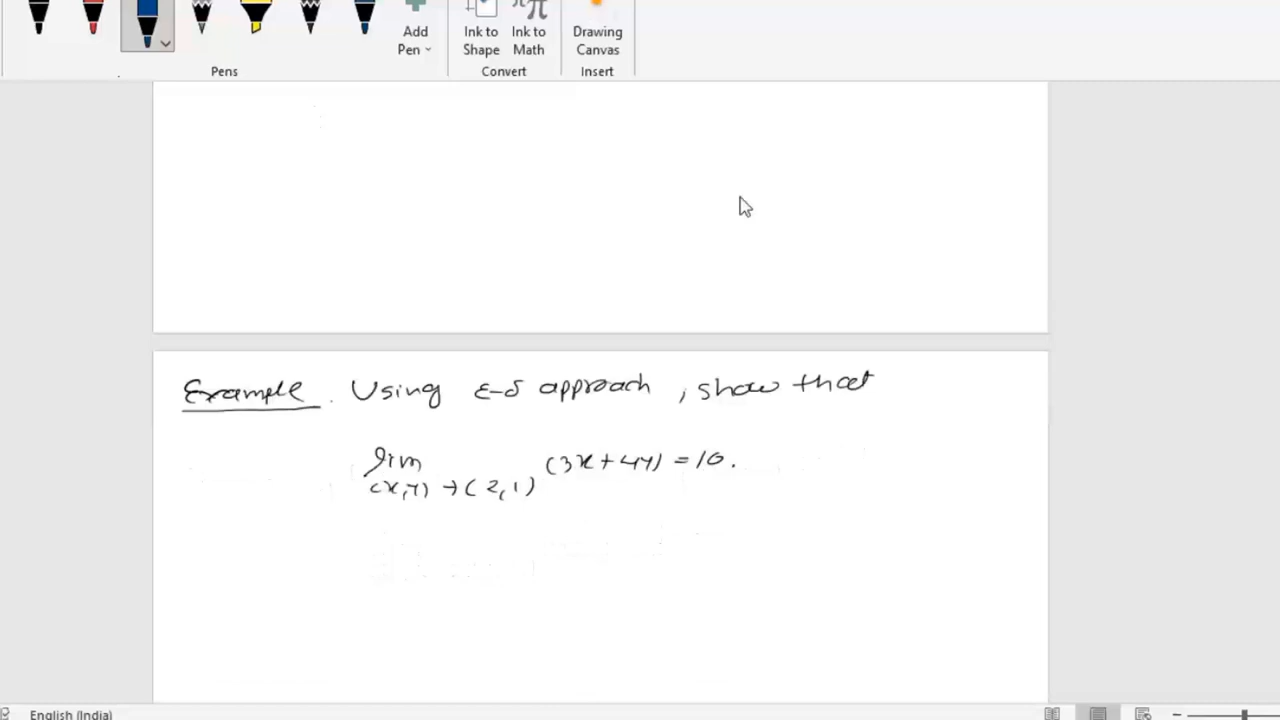 Add
Pen
Ink to
Shape
Ink to
Math
Drawing
Canvas
Pens
Convert
Insert
Example. Using ε-δ approach, show that
lim (3x+4y) = 10.
(x,y) → (2,1)
English (India)